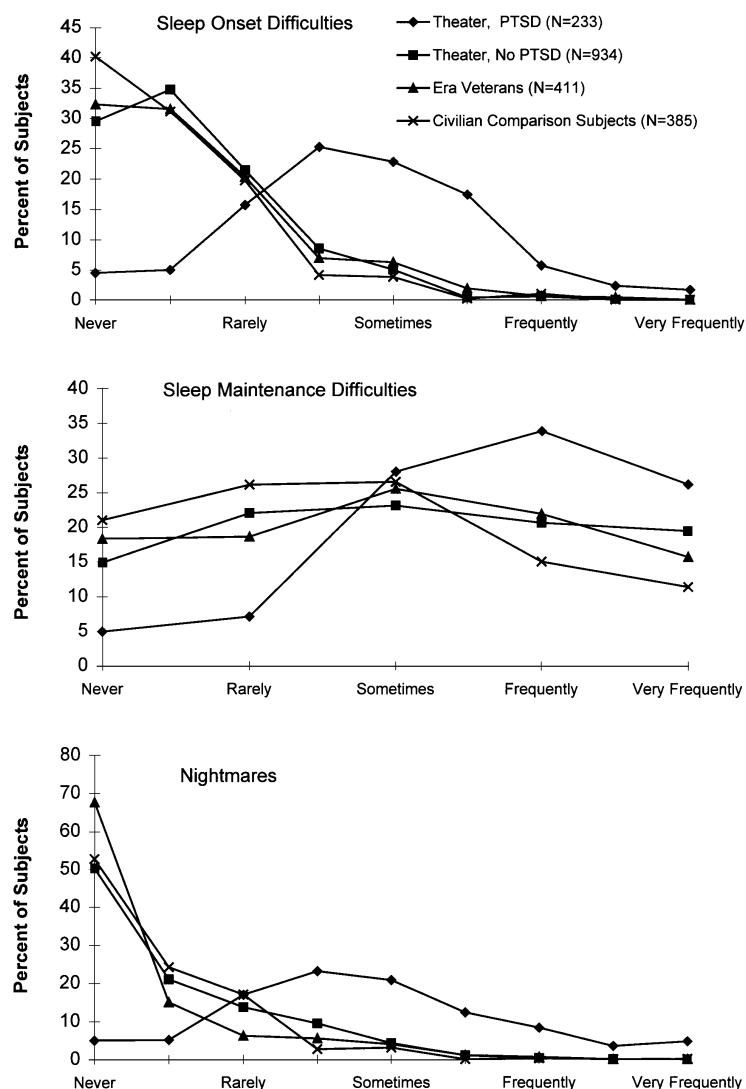 Sleep Onset Difficulties
Theater, PTSD (N=233)
Theater, No PTSD (N=934)
Era Veterans (N=411)
Civilian Comparison Subjects (N=385)
Percent of Subjects
45
40
35
30
25
20
15
10
5
0
Never Rarely Sometimes Frequently Very Frequently
Sleep Maintenance Difficulties
Percent of Subjects
40
35
30
25
20
15
10
5
0
Never Rarely Sometimes Frequently Very Frequently
Nightmares
Percent of Subjects
80
70
60
50
40
30
20
10
0
Never Rarely Sometimes Frequently Very Frequently